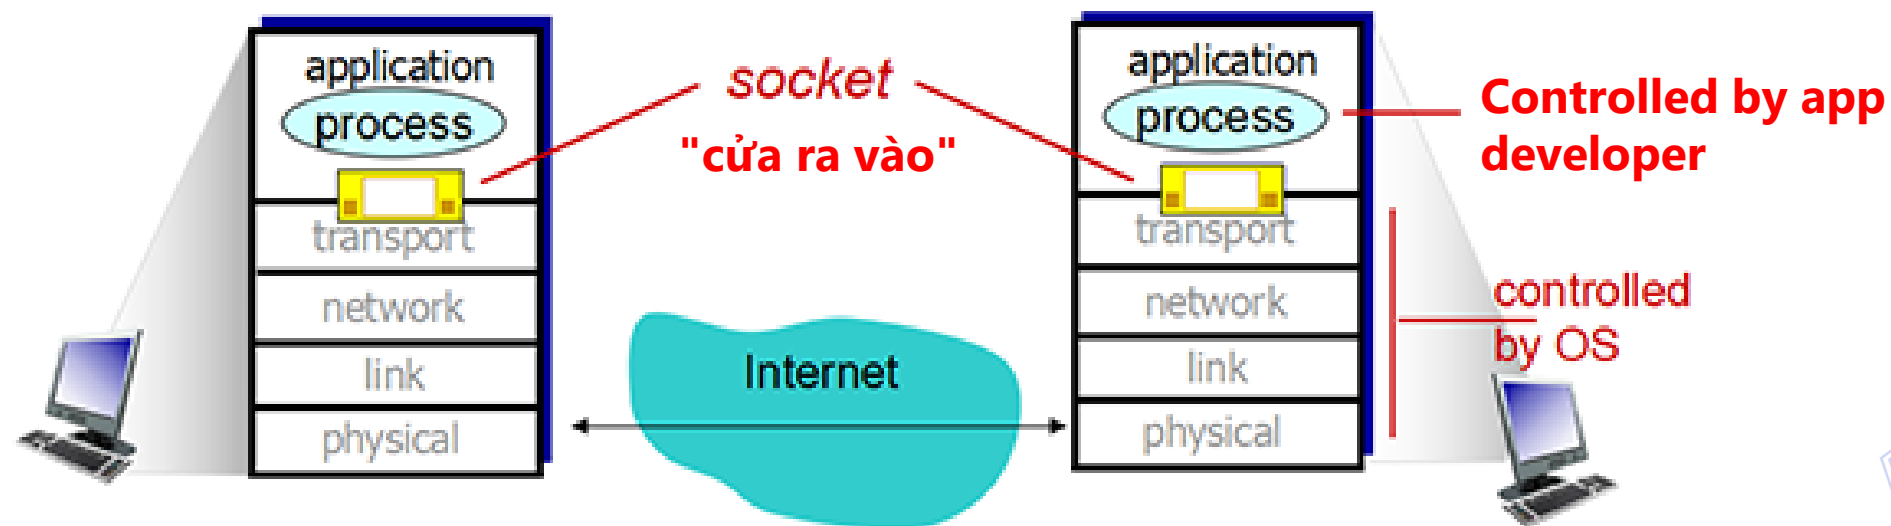 application
process
transport
network
link
physical
socket
"cửa ra vào"
Internet
application
process
transport
network
link
physical
Controlled by app
developer
controlled
by OS